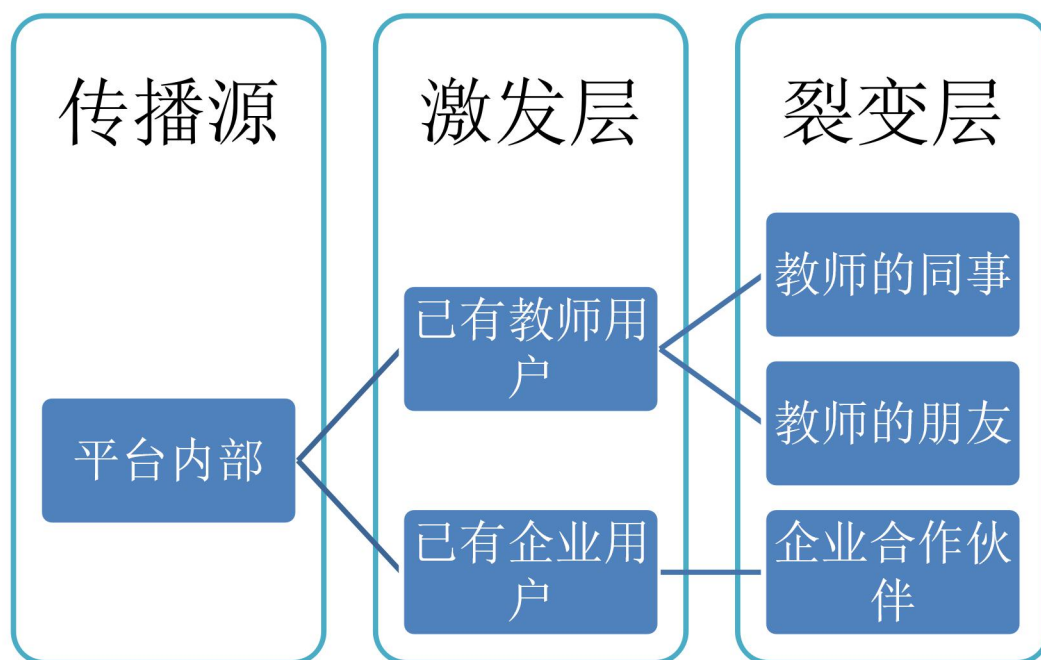 传播源
激发层
裂变层
平台内部
已有教师用
户
已有企业用
户
教师的同事
教师的朋友
企业合作伙
伴